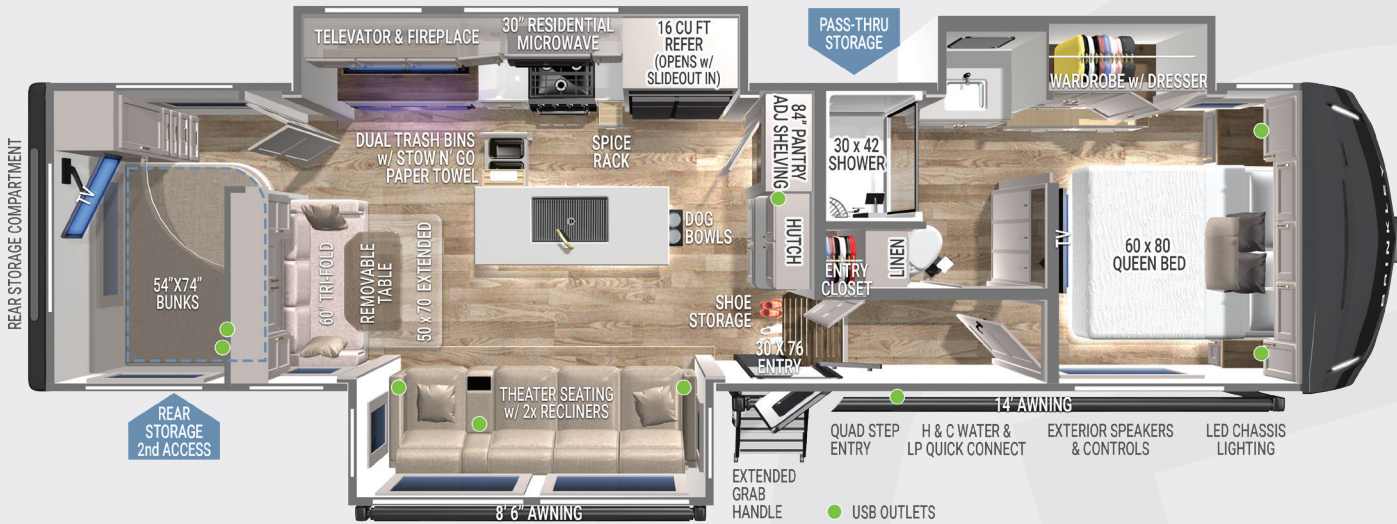 TELEVATOR & FIREPLACE
30” RESIDENTIAL
MICROWAVE
16 CU FT
REFER
(OPENS w/
SLIDEOUT IN)
PASS-THRU
STORAGE
WARDROBE w/ DRESSER
REAR STORAGE COMPARTMENT
TV
DUAL TRASH BINS
w/ STOW N' GO
PAPER TOWEL
SPICE
RACK
84” PANTRY
ADJ SHELVING
30 x 42
SHOWER
DOG
BOWLS
HUTCH
ENTRY
CLOSET
LINEN
TV
60 x 80
QUEEN BED
BRINKLEY
54"X74"
BUNKS
60” TRI-FOLD
REMOVABLE
TABLE
50 x 70 EXTENDED
SHOE
STORAGE
30 X 76
ENTRY
THEATER SEATING
w/ 2x RECLINERS
REAR
STORAGE
2nd ACCESS
14' AWNING
QUAD STEP
ENTRY
H & C WATER &
LP QUICK CONNECT
EXTERIOR SPEAKERS
& CONTROLS
LED CHASSIS
LIGHTING
EXTENDED
GRAB
HANDLE
USB OUTLETS
8' 6” AWNING